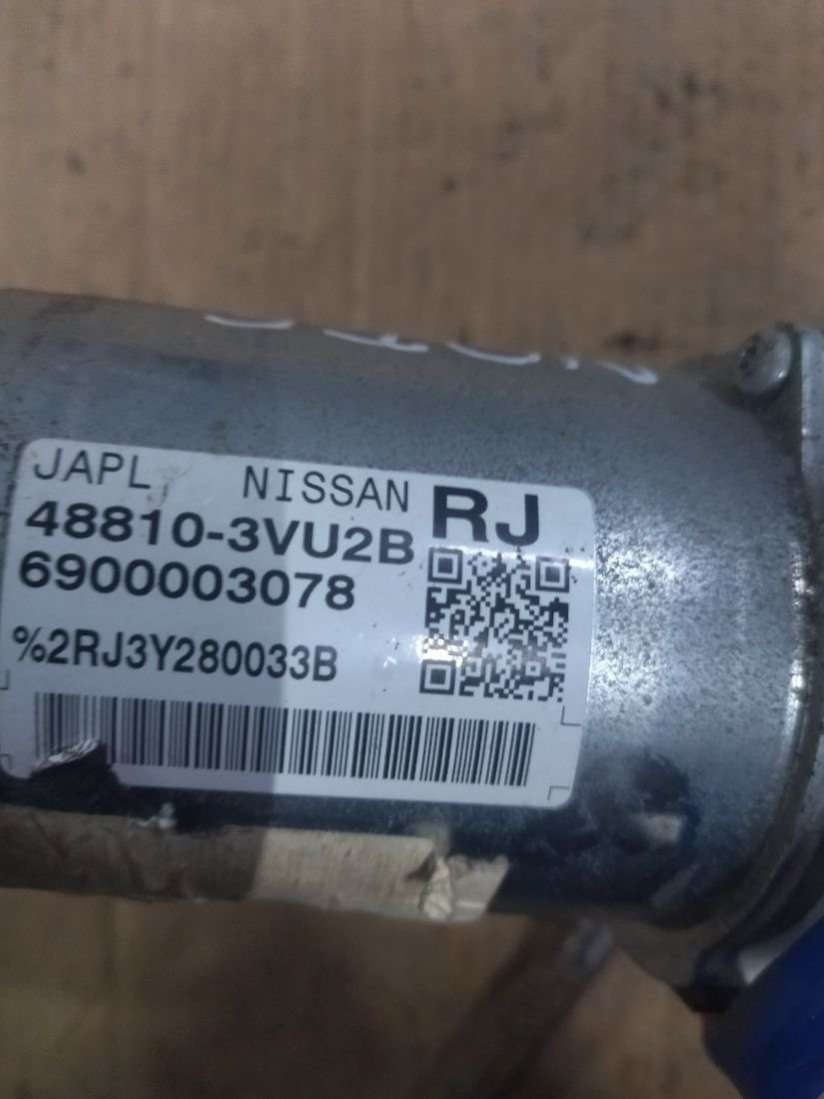 JAPL NISSAN RJ
48810-3VU2B
6900003078
%2RJ3Y280033B